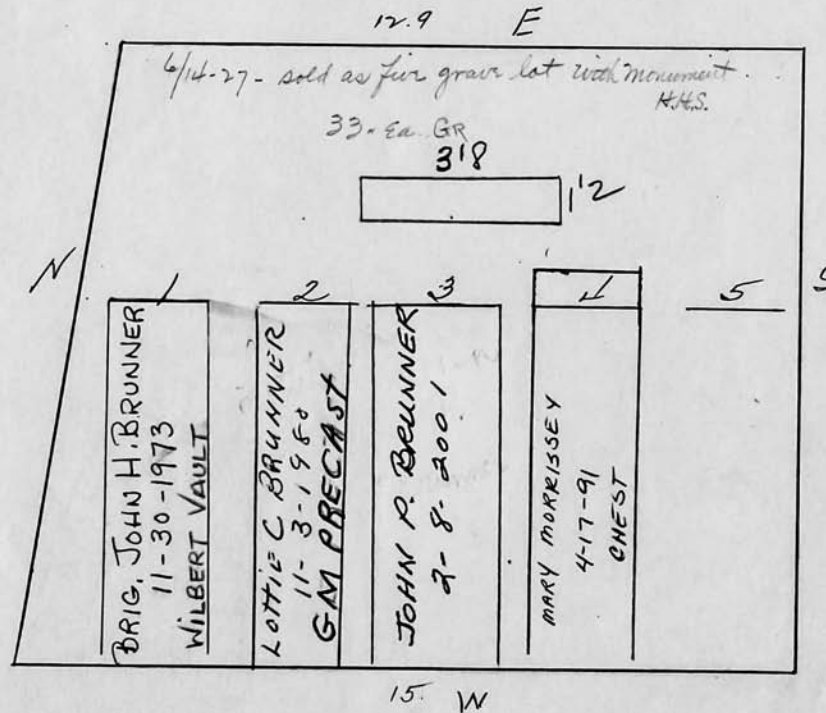 12.9 E
6/14-27 - sold as five grave lot with monument.
H.H.S.
33- Ea. GR
3'8
1'2
N
S
1
2
3
4
5
BRIG. JOHN H. BRUNNER
11-30-1973
WILBERT VAULT
LOTTIE C BRUNNER
11-3-1980
GM PRECAST
JOHN P. BRUNNER
2-8-2001
MARY MORRISSEY
4-17-91
CHEST
15. W